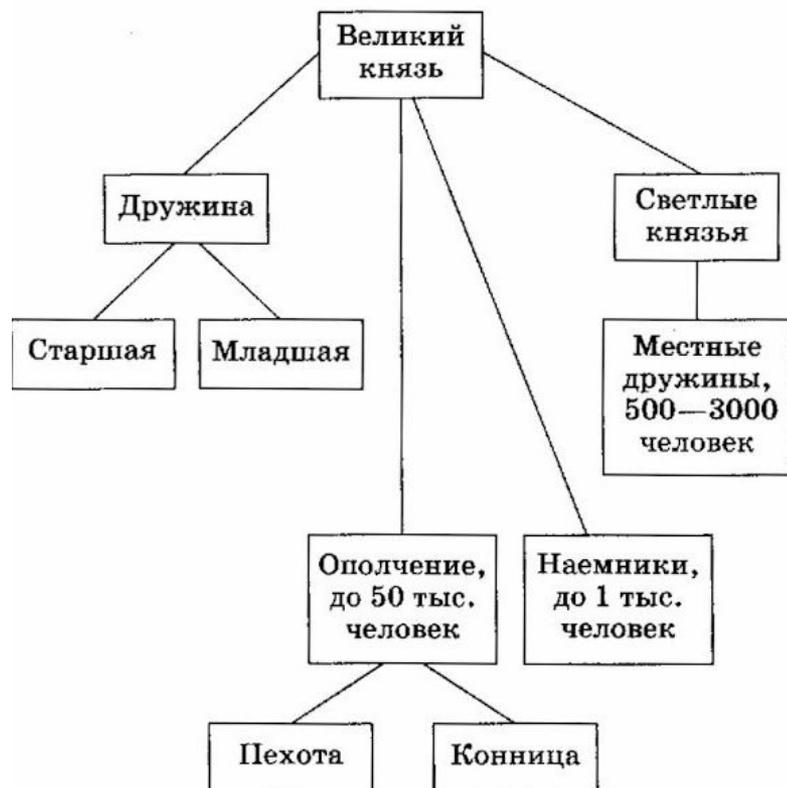 Великий
князь
Дружина
Светлые
князья
Старшая
Младшая
Местные
дружины,
500—3000
человек
Ополчение,
до 50 тыс.
человек
Наемники,
до 1 тыс.
человек
Пехота
Конница